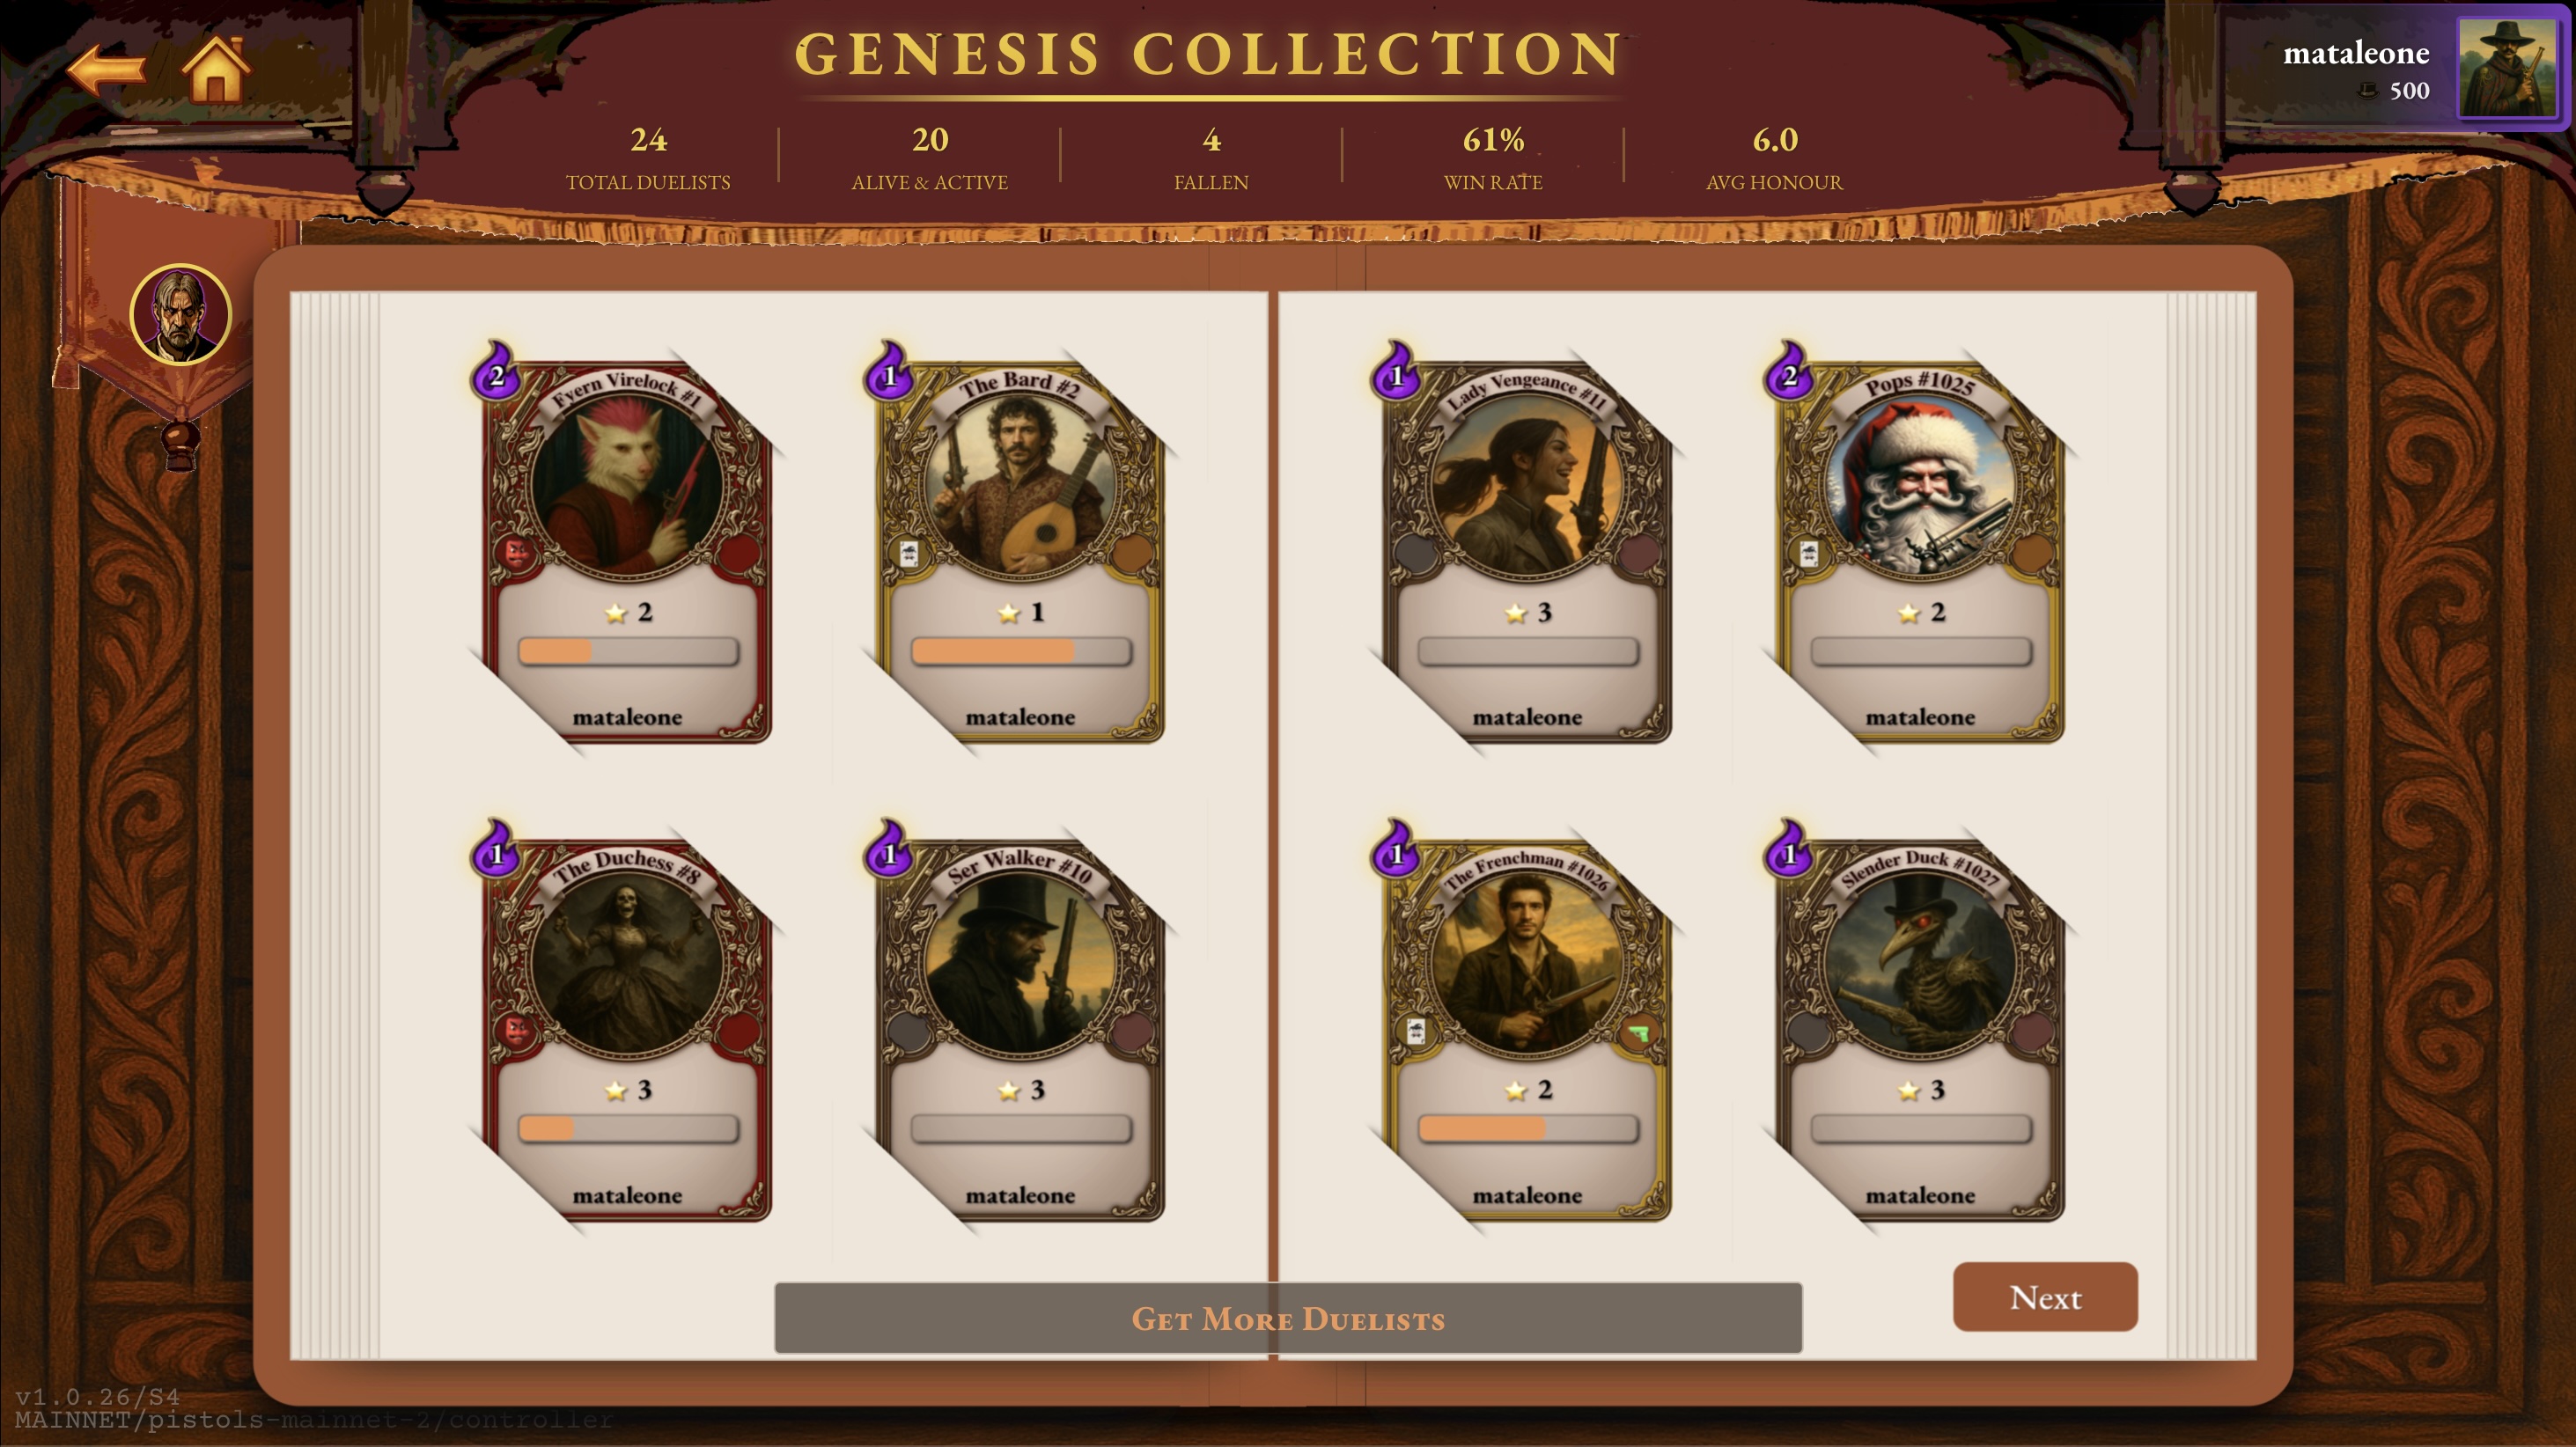 GENESIS COLLECTION
mataleone
500
24
20
4
61%
6.0
TOTAL DUELISTS
ALIVE & ACTIVE
FALLEN
WIN RATE
AVG HONOUR
2
Fyern Virelock #1
2
mataleone
1
The Bard #2
1
mataleone
1
Lady Vengeance #11
3
mataleone
2
Pops #1025
2
mataleone
1
The Duchess #8
3
mataleone
1
Ser Walker #10
3
mataleone
1
The Frenchman #1026
2
mataleone
1
Slender Duck #1027
3
mataleone
Get More Duelists
Next
v1.0.26/S4
MAINNET/pistols-mainnet-2/controller